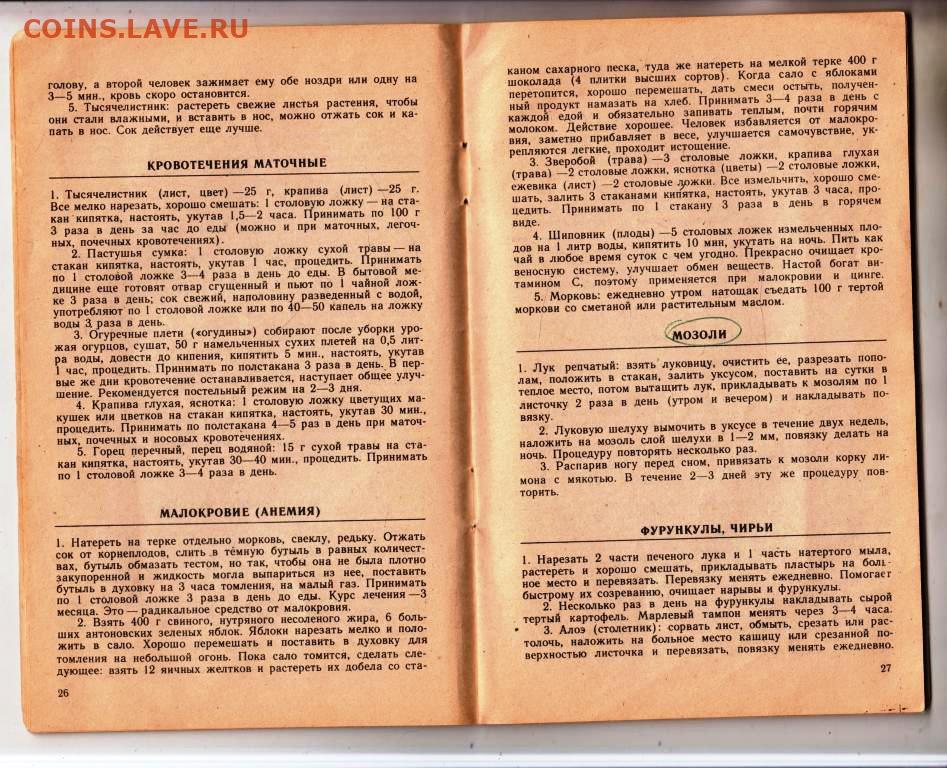 COINS.LAVE.RU
голову, а второй человек зажимает ему обе ноздри или одну на
3—5 мин., кровь скоро остановится.
5. Тысячелистник: растереть свежие листья растения, чтобы
они стали влажными, и вставить в нос, можно отжать сок и ка-
пать в нос. Сок действует еще лучше.
КРОВОТЕЧЕНИЯ МАТОЧНЫЕ
1. Тысячелистник (лист, цвет) —25 г, крапива (лист) —25 г.
Все мелко нарезать, хорошо смешать: 1 столовую ложку — на ста-
кан кипятка, настоять, укутав 1,5—2 часа. Принимать по 100 г
3 раза в день за час до еды (можно и при маточных, легоч-
ных, почечных кровотечениях).
2. Пастушья сумка: 1 столовую ложку сухой травы — на
стакан кипятка, настоять, укутав 1 час, процедить. Принимать
по 1 столовой ложке 3—4 раза в день до еды. В бытовой ме-
дицине еще готовят отвар сгущенный и пьют по 1 чайной лож-
ке 3 раза в день; сок свежий, наполовину разведенный с водой,
употребляют по 1 столовой ложке или по 40—50 капель на ложку
воды 3 раза в день.
3. Огуречные плети («огудины») собирают после уборки уро-
жая огурцов, сушат, 50 г намельченных сухих плетей на 0,5 лит-
ра воды, довести до кипения, кипятить 5 мин., настоять, укутав
1 час, процедить. Принимать по полстакана 3 раза в день. В пер-
вые же дни кровотечение останавливается, наступает общее улуч-
шение. Рекомендуется постельный режим на 2—3 дня.
4. Крапива глухая, яснотка: 1 столовую ложку цветущих ма-
кушек или цветков на стакан кипятка, настоять, укутав 30 мин.,
процедить. Принимать по полстакана 4—5 раз в день при маточ-
ных, почечных и носовых кровотечениях.
5. Горец перечный, перец водяной: 15 г сухой травы на ста-
кан кипятка, настоять, укутав 30—40 мин., процедить. Принимать
по 1 столовой ложке 3—4 раза в день.
МАЛОКРОВИЕ (АНЕМИЯ)
1. Натереть на терке отдельно морковь, свеклу, редьку. Отжать
сок от корнеплодов, слить в тёмную бутыль в равных количест-
вах, бутыль обмазать тестом, но так, чтобы она не была плотно
закупоренной и жидкость могла выпариться из нее, поставить
бутыль в духовку на 3 часа томления, на малый газ. Принимать
по 1 столовой ложке 3 раза в день до еды. Курс лечения —3
месяца. Это — радикальное средство от малокровия.
2. Взять 400 г свиного, нутряного несоленого жира, 6 боль-
ших антоновских зеленых яблок. Яблоки нарезать мелко и поло-
жить в сало. Хорошо перемешать и поставить в духовку для
томления на небольшой огонь. Пока сало томится, сделать сле-
дующее: взять 12 яичных желтков и растереть их добела со ста-
26
каном сахарного песка, туда же натереть на мелкой терке 400 г
шоколада (4 плитки высших сортов). Когда сало с яблоками
перетопится, хорошо перемешать, дать смеси остыть, получен-
ный продукт намазать на хлеб. Принимать 3—4 раза в день с
каждой едой и обязательно запивать теплым, почти горячим
молоком. Действие хорошее. Человек избавляется от малокро-
вия, заметно прибавляет в весе, улучшается самочувствие, ук-
репляются легкие, проходит истощение.
3. Зверобой (трава) —3 столовые ложки, крапива глухая
(трава) —2 столовые ложки, яснотка (цветы) —2 столовые ложки,
ежевика (лист) —2 столовые ложки. Все измельчить, хорошо сме-
шать, залить 3 стаканами кипятка, настоять, укутав 3 часа, про-
цедить. Принимать по 1 стакану 3 раза в день в горячем
виде.
4. Шиповник (плоды) —5 столовых ложек измельченных пло-
дов на 1 литр воды, кипятить 10 мин, укутать на ночь. Пить как
чай в любое время суток с чем угодно. Прекрасно очищает кро-
веносную систему, улучшает обмен веществ. Настой богат ви-
тамином С, поэтому применяется при малокровии и цинге.
5. Морковь: ежедневно утром натощак съедать 100 г тертой
моркови со сметаной или растительным маслом.
МОЗОЛИ
1. Лук репчатый: взять луковицу, очистить ее, разрезать попо-
лам, положить в стакан, залить уксусом, поставить на сутки в
теплое место, потом вытащить лук, прикладывать к мозолям по 1
листочку 2 раза в день (утром и вечером) и накладывать по-
вязку.
2. Луковую шелуху вымочить в уксусе в течение двух недель,
наложить на мозоль слой шелухи в 1—2 мм, повязку делать на
ночь. Процедуру повторять несколько раз.
3. Распарив ногу перед сном, привязать к мозоли корку ли-
мона с мякотью. В течение 2—3 дней эту же процедуру пов-
торить.
ФУРУНКУЛЫ, ЧИРЬИ
1. Нарезать 2 части печеного лука и 1 часть натертого мыла,
растереть и хорошо смешать, прикладывать пластырь на боль-
ное место и перевязать. Перевязку менять ежедневно. Помогает
быстрому их созреванию, очищает нарывы и фурункулы.
2. Несколько раз в день на фурункулы накладывать сырой
тертый картофель. Марлевый тампон менять через 3—4 часа.
3. Алоэ (столетник): сорвать лист, обмыть, срезать или рас-
толочь, наложить на больное место кашицу или срезанной по-
верхностью листочка и перевязать, повязку менять ежедневно.
27